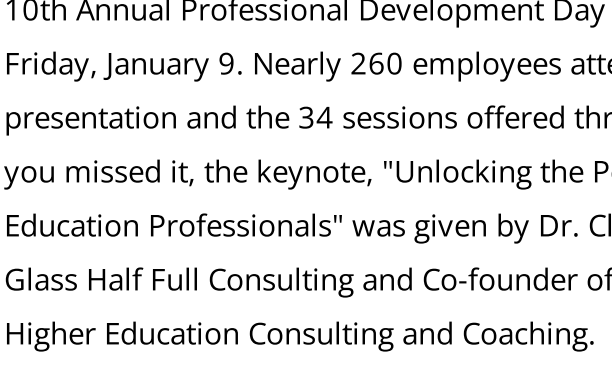 10th Annual Professional Development Day
Friday, January 9. Nearly 260 employees
presentation and the 34 sessions offered
you missed it, the keynote, "Unlocking the
Education Professionals" was given by Dr.
Glass Half Full Consulting and Co-founder of
Higher Education Consulting and Coaching.